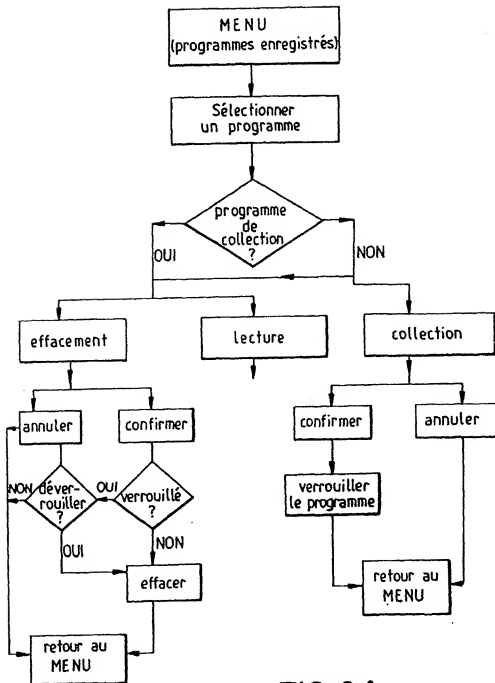 MENU
(programmes enregistrés)
Sélectionner
un programme
programme
de
collection
?
OUI
NON
effacement
lecture
collection
annuler
confirmer
confirmer
annuler
NON
déver-
rouiller
?
OUI
verrouillé
?
verrouiller
le programme
OUI
NON
effacer
retour au
MENU
retour au
MENU